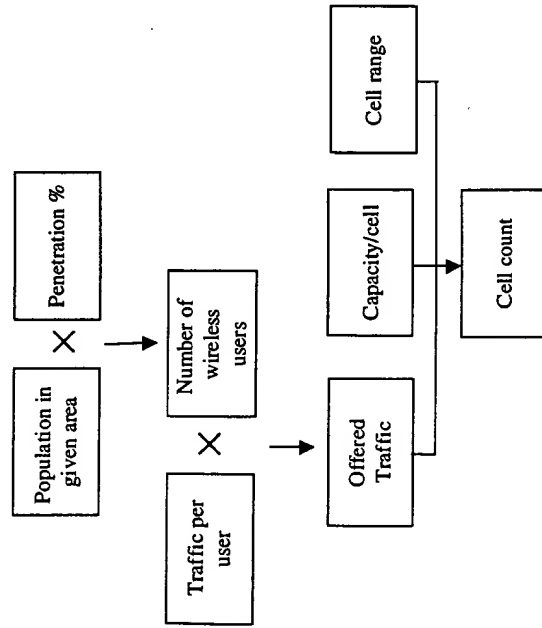 Population in
given area
×
Penetration %
Traffic per
user
×
Number of
wireless
users
Offered
Traffic
Capacity/cell
Cell range
Cell count